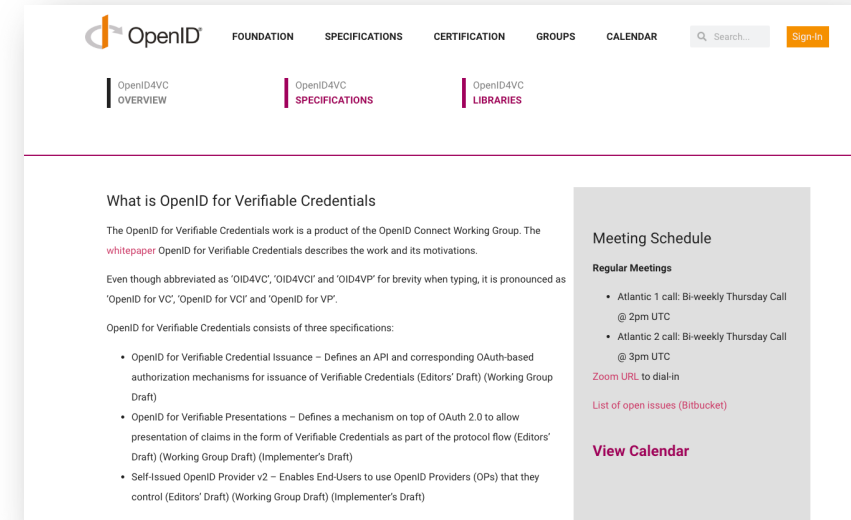 OpenID®
FOUNDATION SPECIFICATIONS CERTIFICATION GROUPS CALENDAR Search... Sign-In
OpenID4VC
OVERVIEW
OpenID4VC
SPECIFICATIONS
OpenID4VC
LIBRARIES
What is OpenID for Verifiable Credentials
The OpenID for Verifiable Credentials work is a product of the OpenID Connect Working Group. The
whitepaper OpenID for Verifiable Credentials describes the work and its motivations.
Even though abbreviated as ‘OID4VC’, ‘OID4VCI’ and ‘OID4VP’ for brevity when typing, it is pronounced as
‘OpenID for VC’, ‘OpenID for VCI’ and ‘OpenID for VP’.
OpenID for Verifiable Credentials consists of three specifications:
• OpenID for Verifiable Credential Issuance – Defines an API and corresponding OAuth-based
authorization mechanisms for issuance of Verifiable Credentials (Editors’ Draft) (Working Group
Draft)
• OpenID for Verifiable Presentations – Defines a mechanism on top of OAuth 2.0 to allow
presentation of claims in the form of Verifiable Credentials as part of the protocol flow (Editors’
Draft) (Working Group Draft) (Implementer’s Draft)
• Self-Issued OpenID Provider v2 – Enables End-Users to use OpenID Providers (OPs) that they
control (Editors’ Draft) (Working Group Draft) (Implementer’s Draft)
Meeting Schedule
Regular Meetings
• Atlantic 1 call: Bi-weekly Thursday Call
@ 2pm UTC
• Atlantic 2 call: Bi-weekly Thursday Call
@ 3pm UTC
Zoom URL to dial-in
List of open issues (Bitbucket)
View Calendar